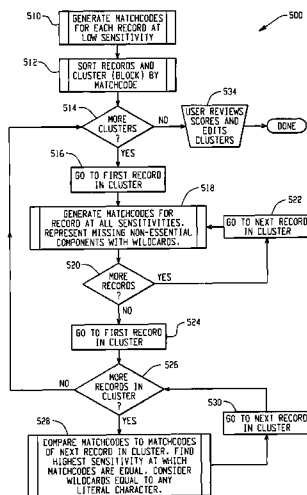 510
GENERATE MATCHCODES
FOR EACH RECORD AT
LOW SENSITIVITY
500
512
SORT RECORDS AND
CLUSTER (BLOCK) BY
MATCHCODE
514
MORE
CLUSTERS
?
NO
534
USER REVIEWS
SCORES AND
EDITS
CLUSTERS
DONE
YES
516
GO TO FIRST RECORD
IN CLUSTER
518
GENERATE MATCHCODES FOR
RECORD AT ALL SENSITIVITIES.
REPRESENT MISSING NON-ESSENTIAL
COMPONENTS WITH WILDCARDS.
522
GO TO NEXT RECORD
IN CLUSTER
520
MORE
RECORDS
?
YES
NO
524
GO TO FIRST RECORD
IN CLUSTER
526
MORE
RECORDS IN
CLUSTER
?
NO
YES
530
GO TO NEXT RECORD
IN CLUSTER
528
COMPARE MATCHCODES TO MATCHCODES
OF NEXT RECORD IN CLUSTER. FIND
HIGHEST SENSITIVITY AT WHICH
MATCHCODES ARE EQUAL. CONSIDER
WILDCARDS EQUAL TO ANY
LITERAL CHARACTER.